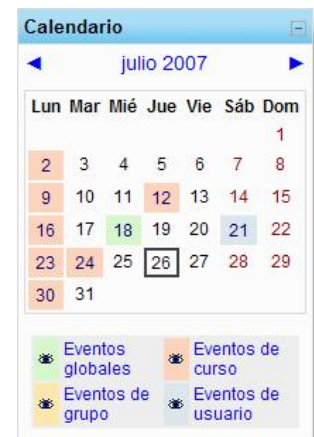 Calendario
julio 2007
Lun Mar Mié Jue Vie Sáb Dom
1
2 3 4 5 6 7 8
9 10 11 12 13 14 15
16 17 18 19 20 21 22
23 24 25 26 27 28 29
30 31
Eventos globales
Eventos de curso
Eventos de grupo
Eventos de usuario